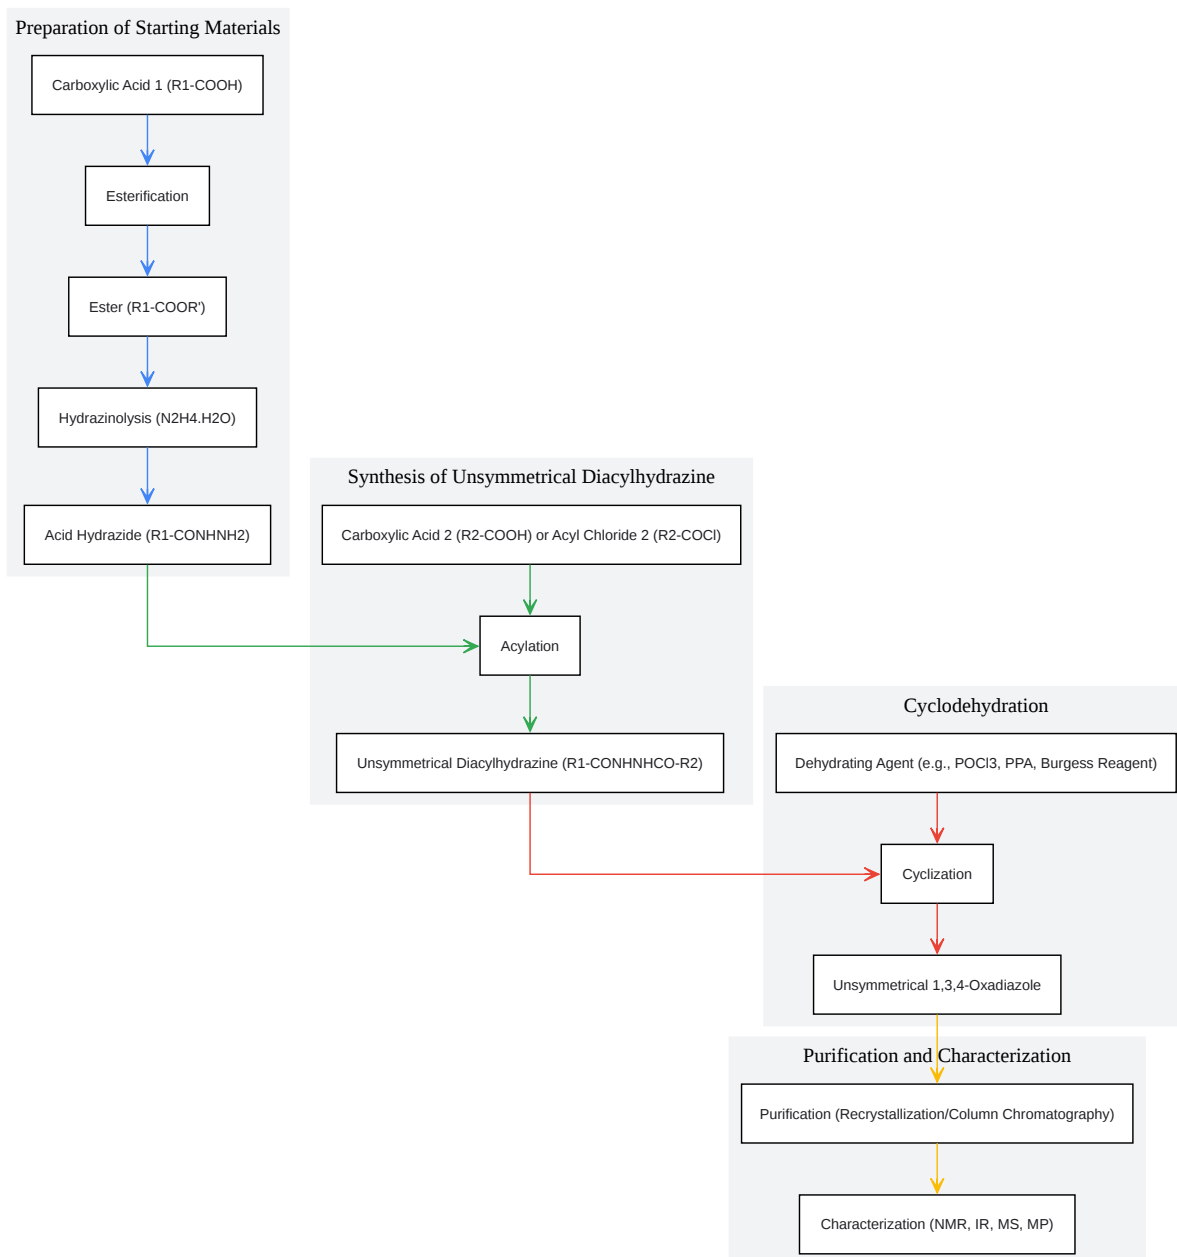 Preparation of Starting Materials
Carboxylic Acid 1 (R1-COOH)
Esterification
Ester (R1-COOR')
Hydrazinolysis (N2H4.H2O)
Acid Hydrazide (R1-CONHNH2)
Synthesis of Unsymmetrical Diacylhydrazine
Carboxylic Acid 2 (R2-COOH) or Acyl Chloride 2 (R2-COCl)
Acylation
Unsymmetrical Diacylhydrazine (R1-CONHNHCO-R2)
Cyclodehydration
Dehydrating Agent (e.g., POCl3, PPA, Burgess Reagent)
Cyclization
Unsymmetrical 1,3,4-Oxadiazole
Purification and Characterization
Purification (Recrystallization/Column Chromatography)
Characterization (NMR, IR, MS, MP)